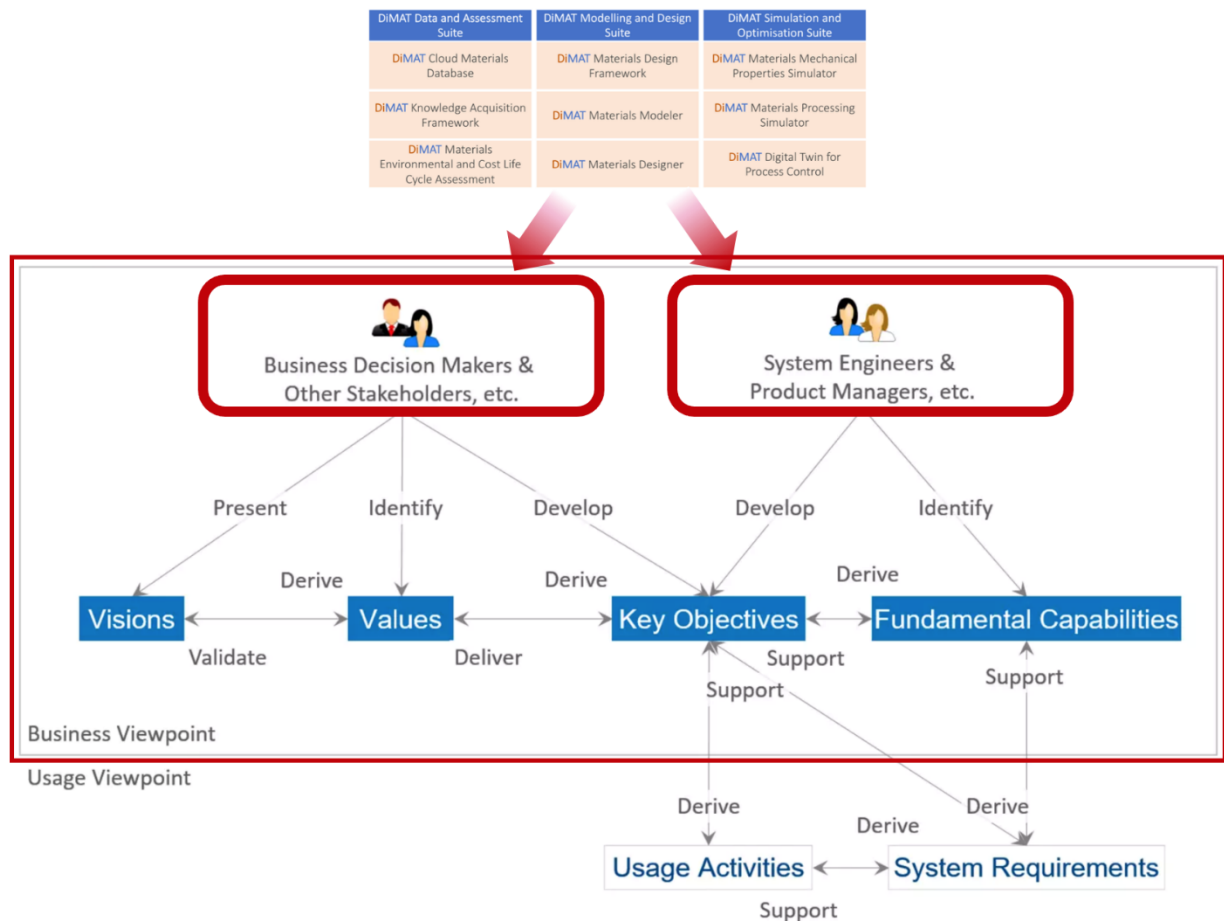 DiMAT Data and Assessment
Suite
DiMAT Modelling and Design
Suite
DiMAT Simulation and
Optimisation Suite
DiMAT Cloud Materials
Database
DiMAT Materials Design
Framework
DiMAT Materials Mechanical
Properties Simulator
DiMAT Knowledge Acquisition
Framework
DiMAT Materials Modeler
DiMAT Materials Processing
Simulator
DiMAT Materials
Environmental and Cost Life
Cycle Assessment
DiMAT Materials Designer
DiMAT Digital Twin for
Process Control
Business Decision Makers &
Other Stakeholders, etc.
System Engineers &
Product Managers, etc.
Present
Identify
Develop
Develop
Identify
Derive
Derive
Derive
Visions
Values
Key Objectives
Fundamental Capabilities
Validate
Deliver
Support
Support
Support
Business Viewpoint
Usage Viewpoint
Derive
Derive
Derive
Usage Activities
System Requirements
Support